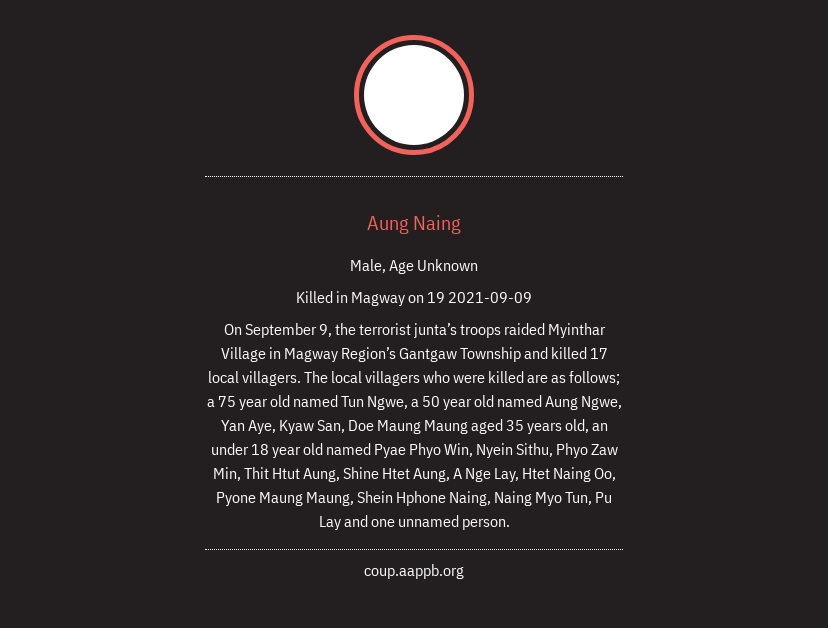 Aung Naing
Male, Age Unknown
Killed in Magway on 19 2021-09-09
On September 9, the terrorist junta’s troops raided Myinthar
Village in Magway Region’s Gantgaw Township and killed 17
local villagers. The local villagers who were killed are as follows;
a 75 year old named Tun Ngwe, a 50 year old named Aung Ngwe,
Yan Aye, Kyaw San, Doe Maung Maung aged 35 years old, an
under 18 year old named Pyae Phyo Win, Nyein Sithu, Phyo Zaw
Min, Thit Htut Aung, Shine Htet Aung, A Nge Lay, Htet Naing Oo,
Pyone Maung Maung, Shein Hphone Naing, Naing Myo Tun, Pu
Lay and one unnamed person.
coup.aappb.org